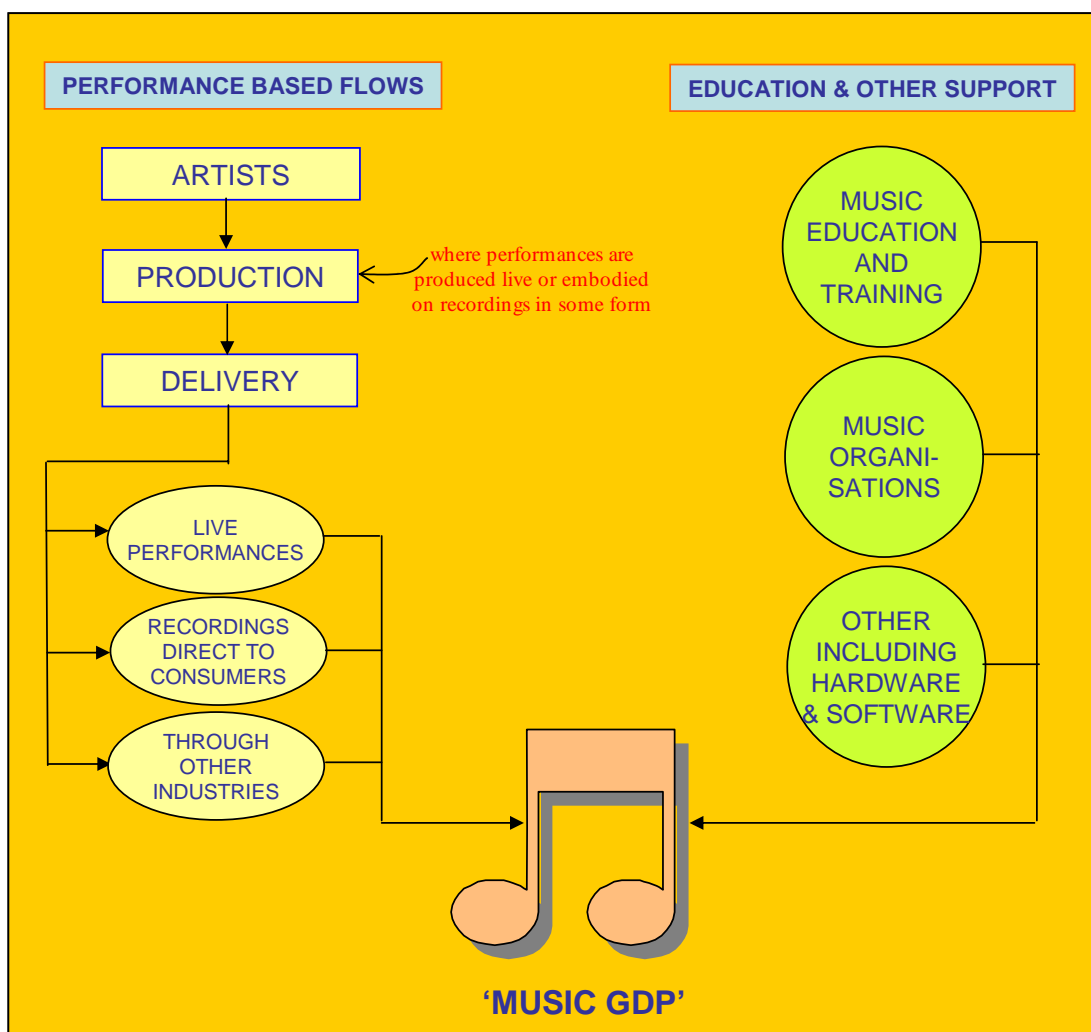 PERFORMANCE BASED FLOWS
ARTISTS
PRODUCTION
where performances are
produced live or embodied
on recordings in some form
DELIVERY
LIVE
PERFORMANCES
RECORDINGS
DIRECT TO
CONSUMERS
THROUGH
OTHER
INDUSTRIES
EDUCATION & OTHER SUPPORT
MUSIC
EDUCATION
AND
TRAINING
MUSIC
ORGANI-
SATIONS
OTHER
INCLUDING
HARDWARE
& SOFTWARE
‘MUSIC GDP’